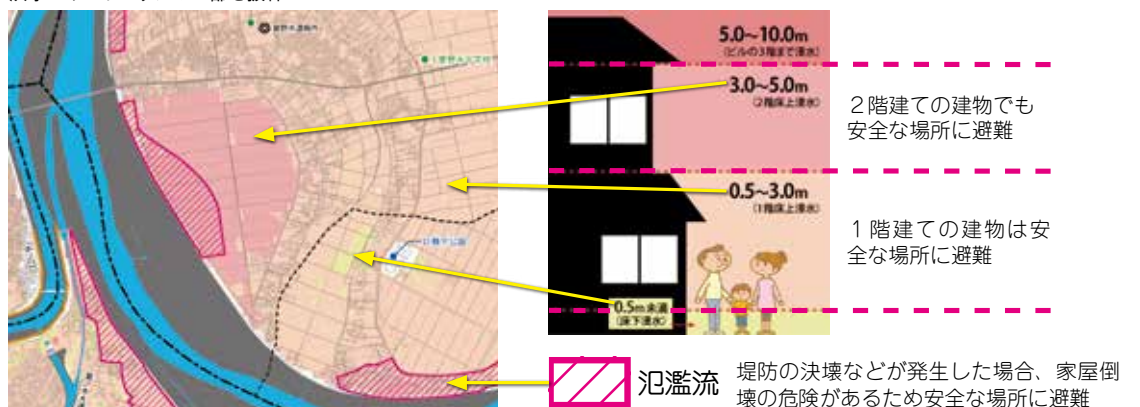 5.0～10.0m
(ビルの3階まで浸水)
3.0～5.0m
(2階床上浸水)
２階建ての建物でも
安全な場所に避難
0.5～3.0m
(1階床上浸水)
１階建ての建物は安
全な場所に避難
0.5m未満
(床下浸水)
氾濫流
堤防の決壊などが発生した場合、家屋倒
壊の危険があるため安全な場所に避難